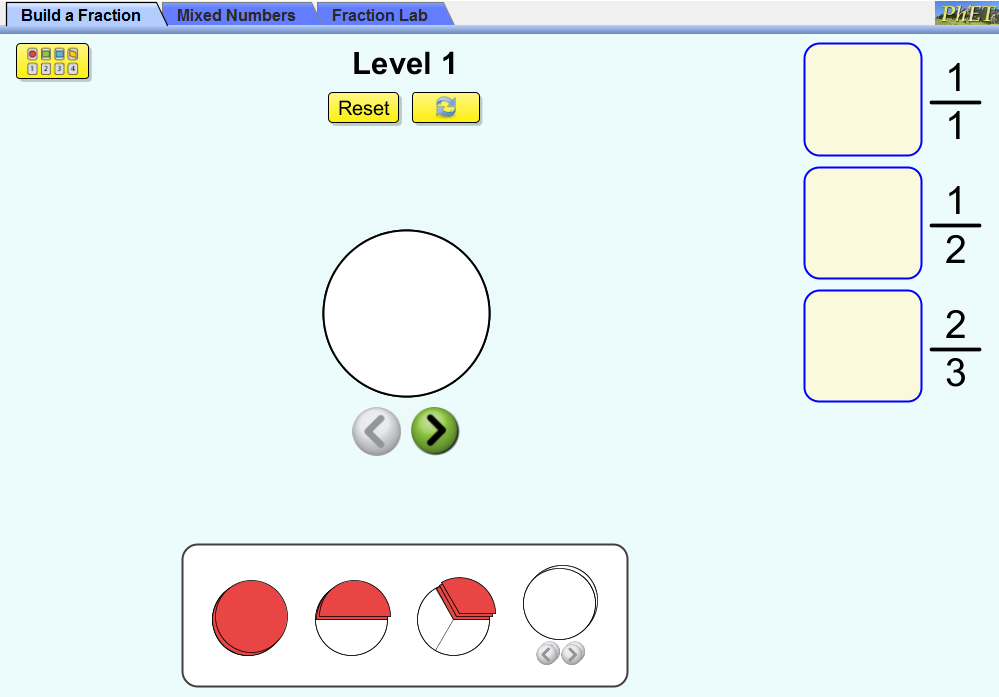 Build a Fraction
Mixed Numbers
Fraction Lab
PhET
1 2 3 4
Level 1
Reset
1
1
1
2
2
3